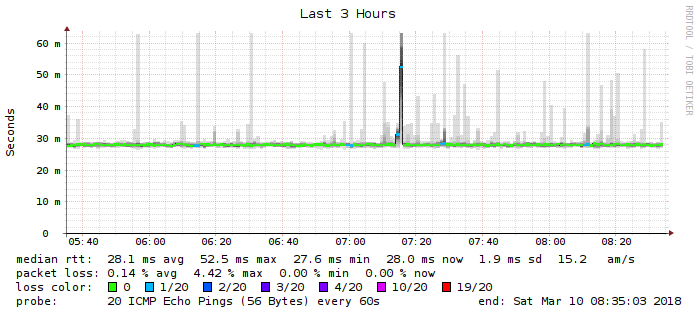 Last 3 Hours
RRDTOOL / TOBI OETIKER
Seconds
60 m
50 m
40 m
30 m
20 m
10 m
0
05:40 06:00 06:20 06:40 07:00 07:20 07:40 08:00 08:20
median rtt: 28.1 ms avg 52.5 ms max 27.6 ms min 28.0 ms now 1.9 ms sd 15.2 am/s
packet loss: 0.14 % avg 4.42 % max 0.00 % min 0.00 % now
loss color: 0 1/20 2/20 3/20 4/20 10/20 19/20
probe: 20 ICMP Echo Pings (56 Bytes) every 60s end: Sat Mar 10 08:35:03 2018